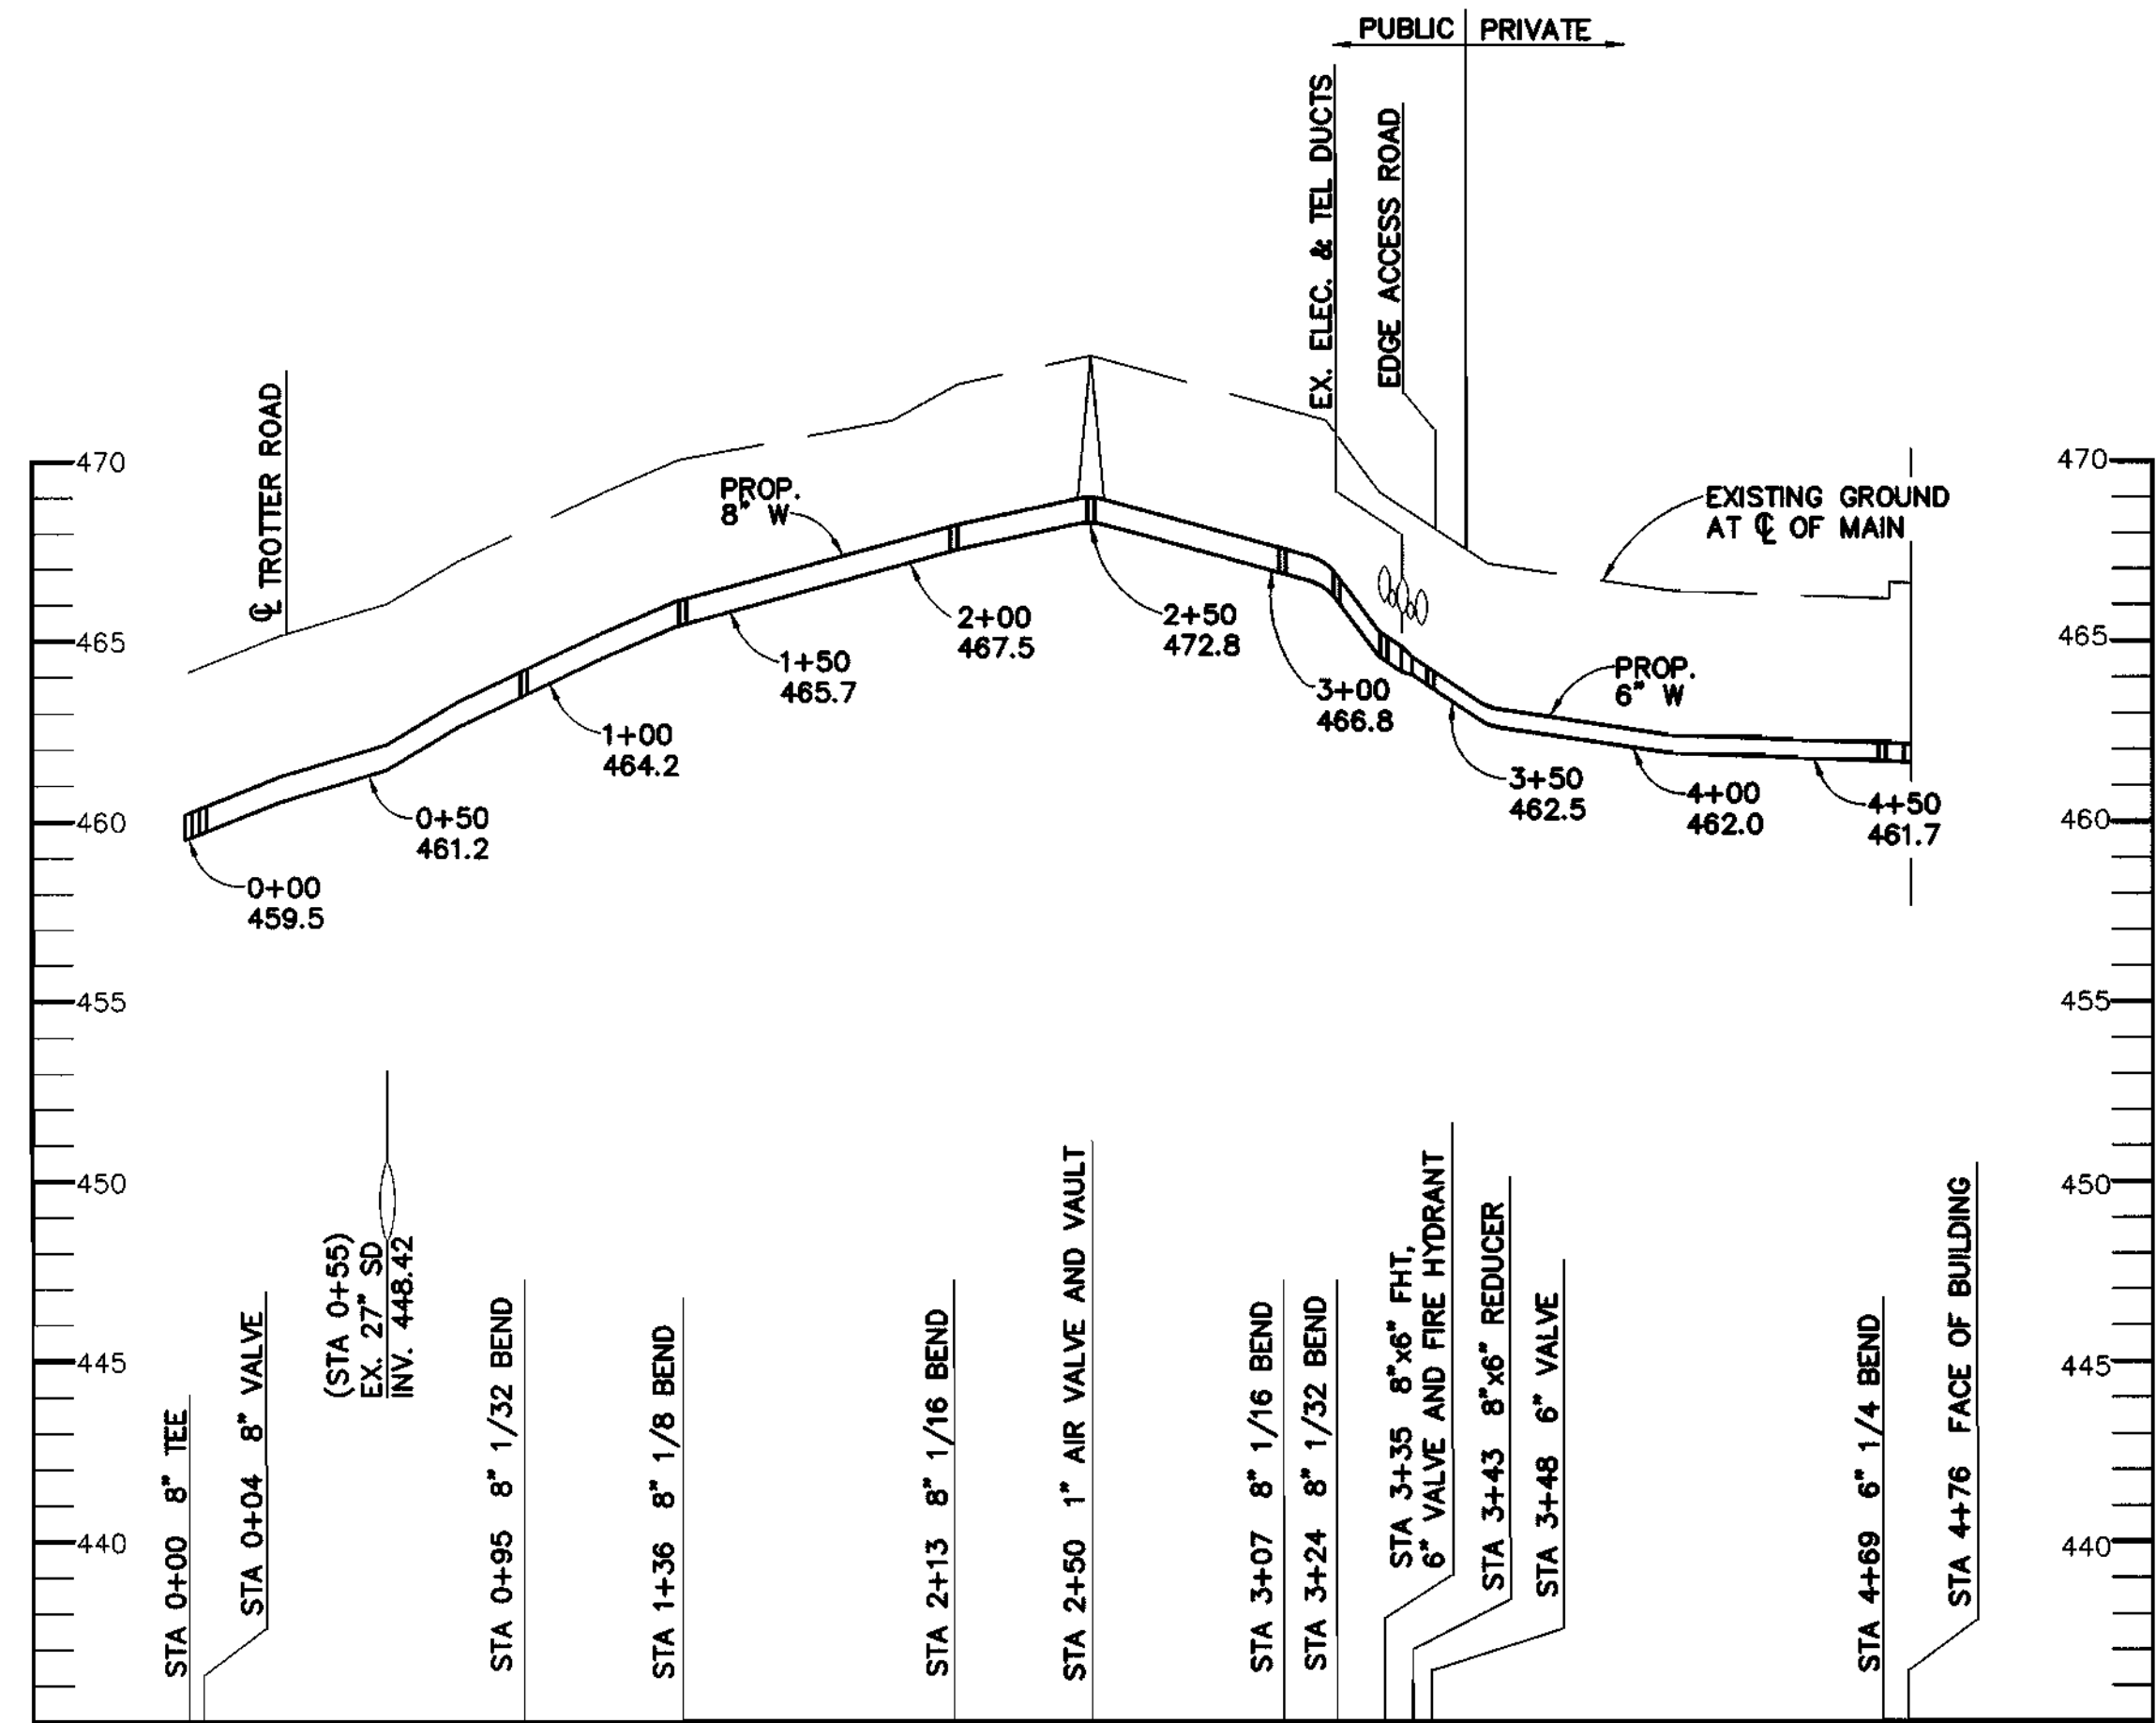 PUBLIC
PRIVATE
EX. ELEC. & TEL DUCTS
EDGE ACCESS ROAD
℄ TROTTER ROAD
470
465
460
455
450
445
440
470
465
460
455
450
445
440
PROP.
8" W
EXISTING GROUND
AT ℄ OF MAIN
PROP.
6" W
0+00
459.5
0+50
461.2
1+00
464.2
1+50
465.7
2+00
467.5
2+50
472.8
3+00
466.8
3+50
462.5
4+00
462.0
4+50
461.7
STA 0+00 8" TEE
STA 0+04 8" VALVE
(STA 0+55)
EX. 27" SD
INV. 448.42
STA 0+95 8" 1/32 BEND
STA 1+36 8" 1/8 BEND
STA 2+13 8" 1/16 BEND
STA 2+50 1" AIR VALVE AND VAULT
STA 3+07 8" 1/16 BEND
STA 3+24 8" 1/32 BEND
STA 3+35 8"x6" FHT,
6" VALVE AND FIRE HYDRANT
STA 3+43 8"x6" REDUCER
STA 3+48 6" VALVE
STA 4+69 6" 1/4 BEND
STA 4+76 FACE OF BUILDING